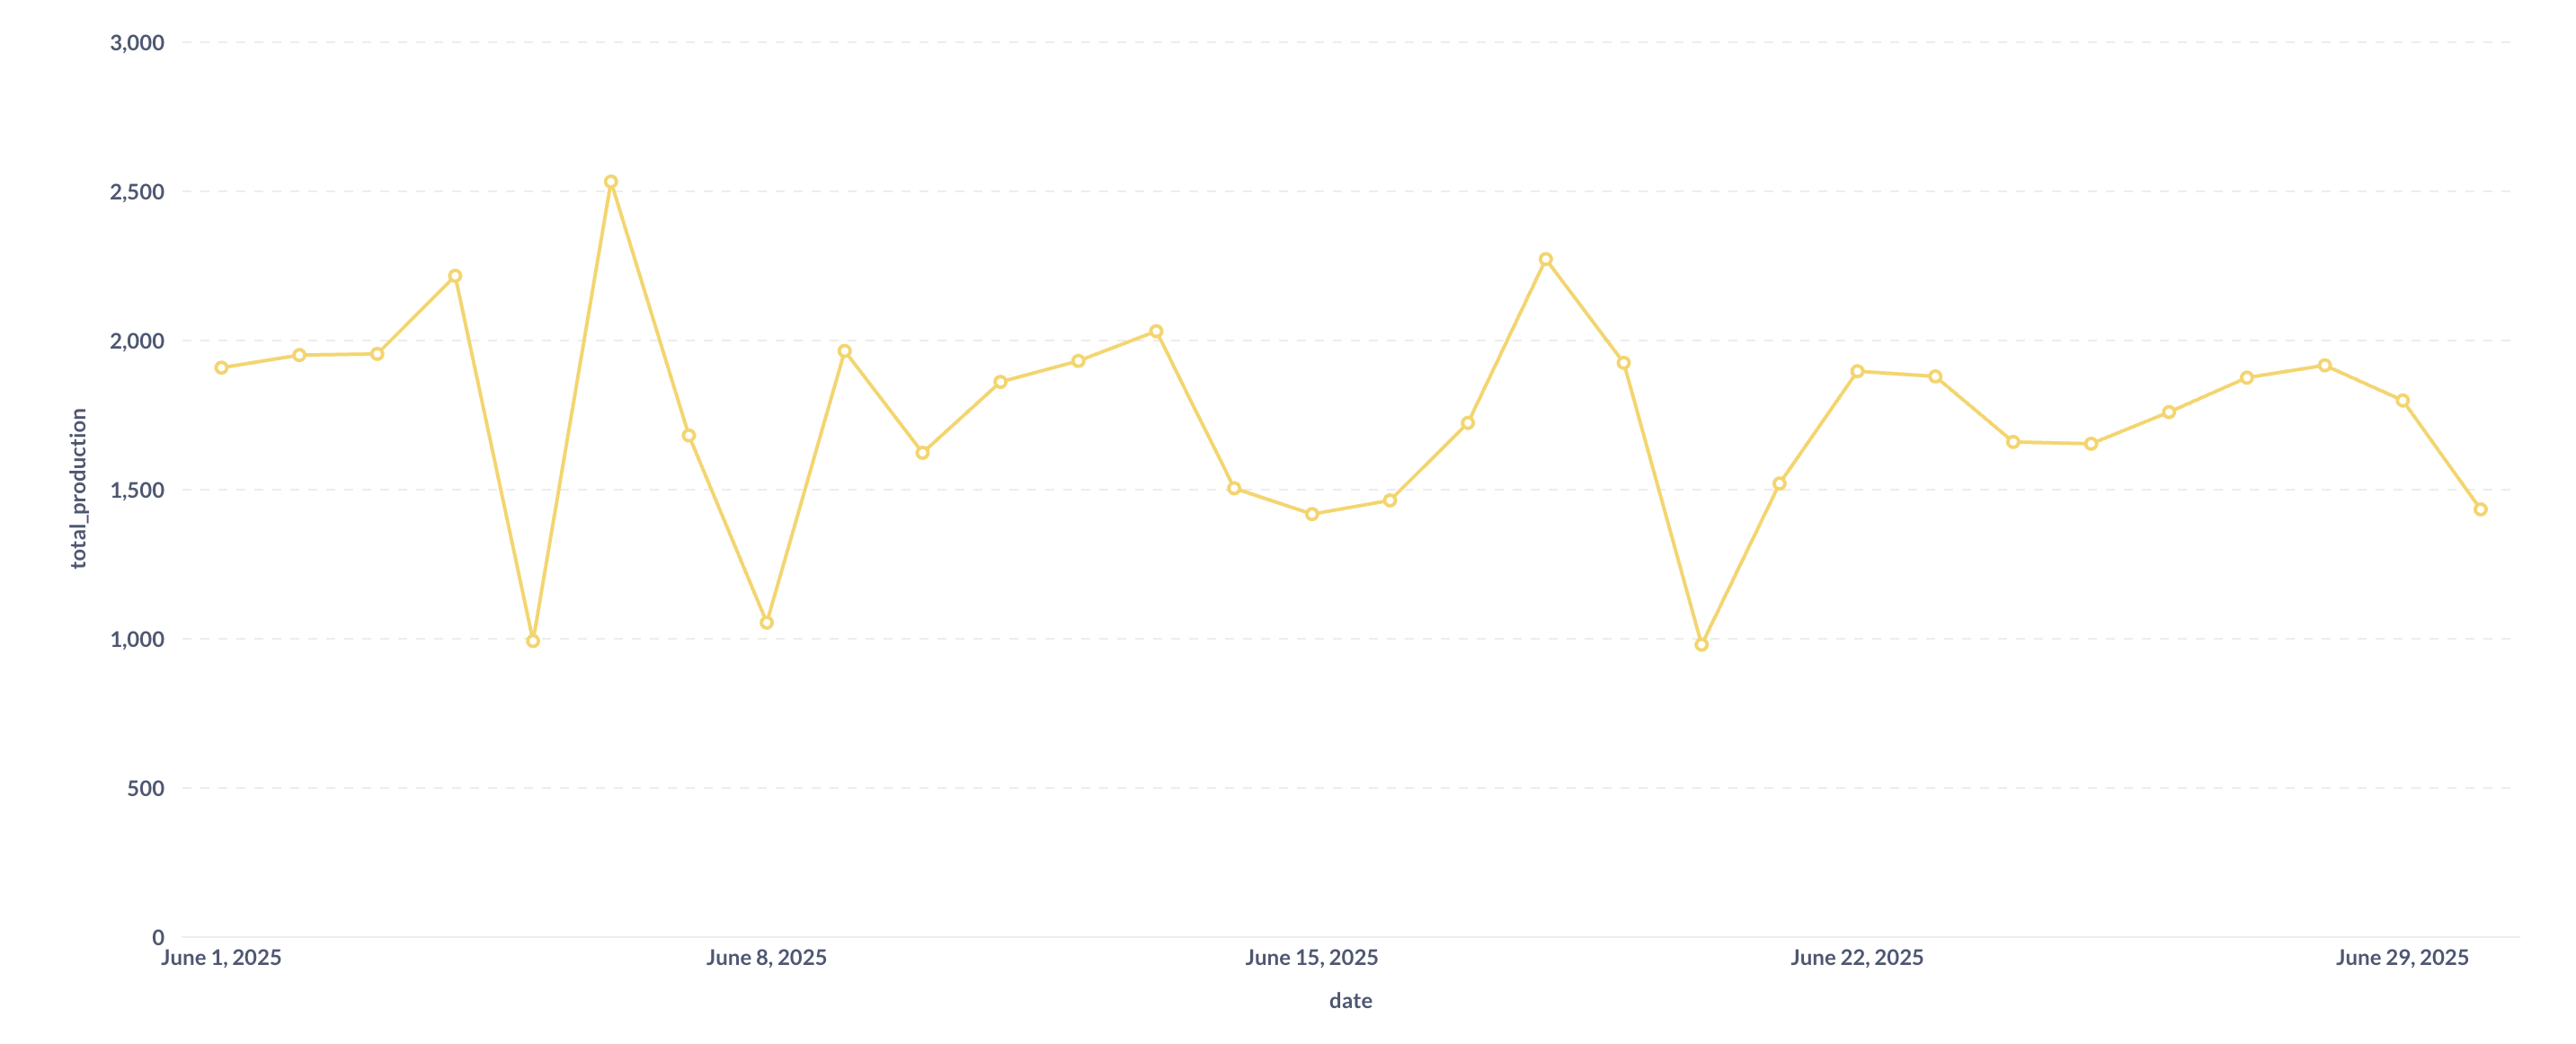 3,000
2,500
2,000
1,500
1,000
500
0
total_production
June 1, 2025
June 8, 2025
June 15, 2025
June 22, 2025
June 29, 2025
date